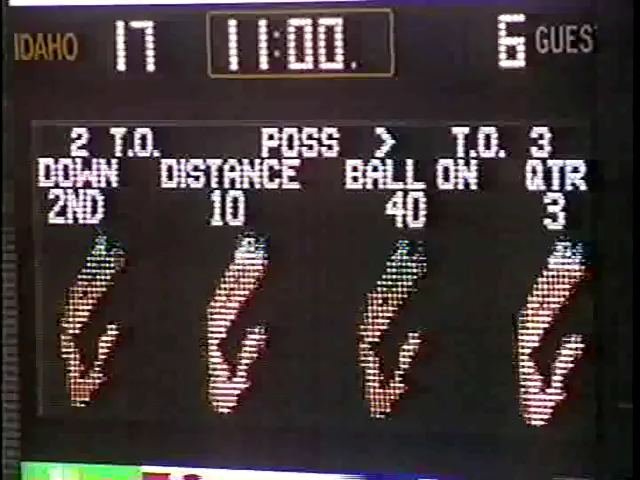 IDAHO 17 11:00. 6 GUES
2 T.O. POSS > T.O. 3
DOWN DISTANCE BALL ON QTR
2ND 10 40 3